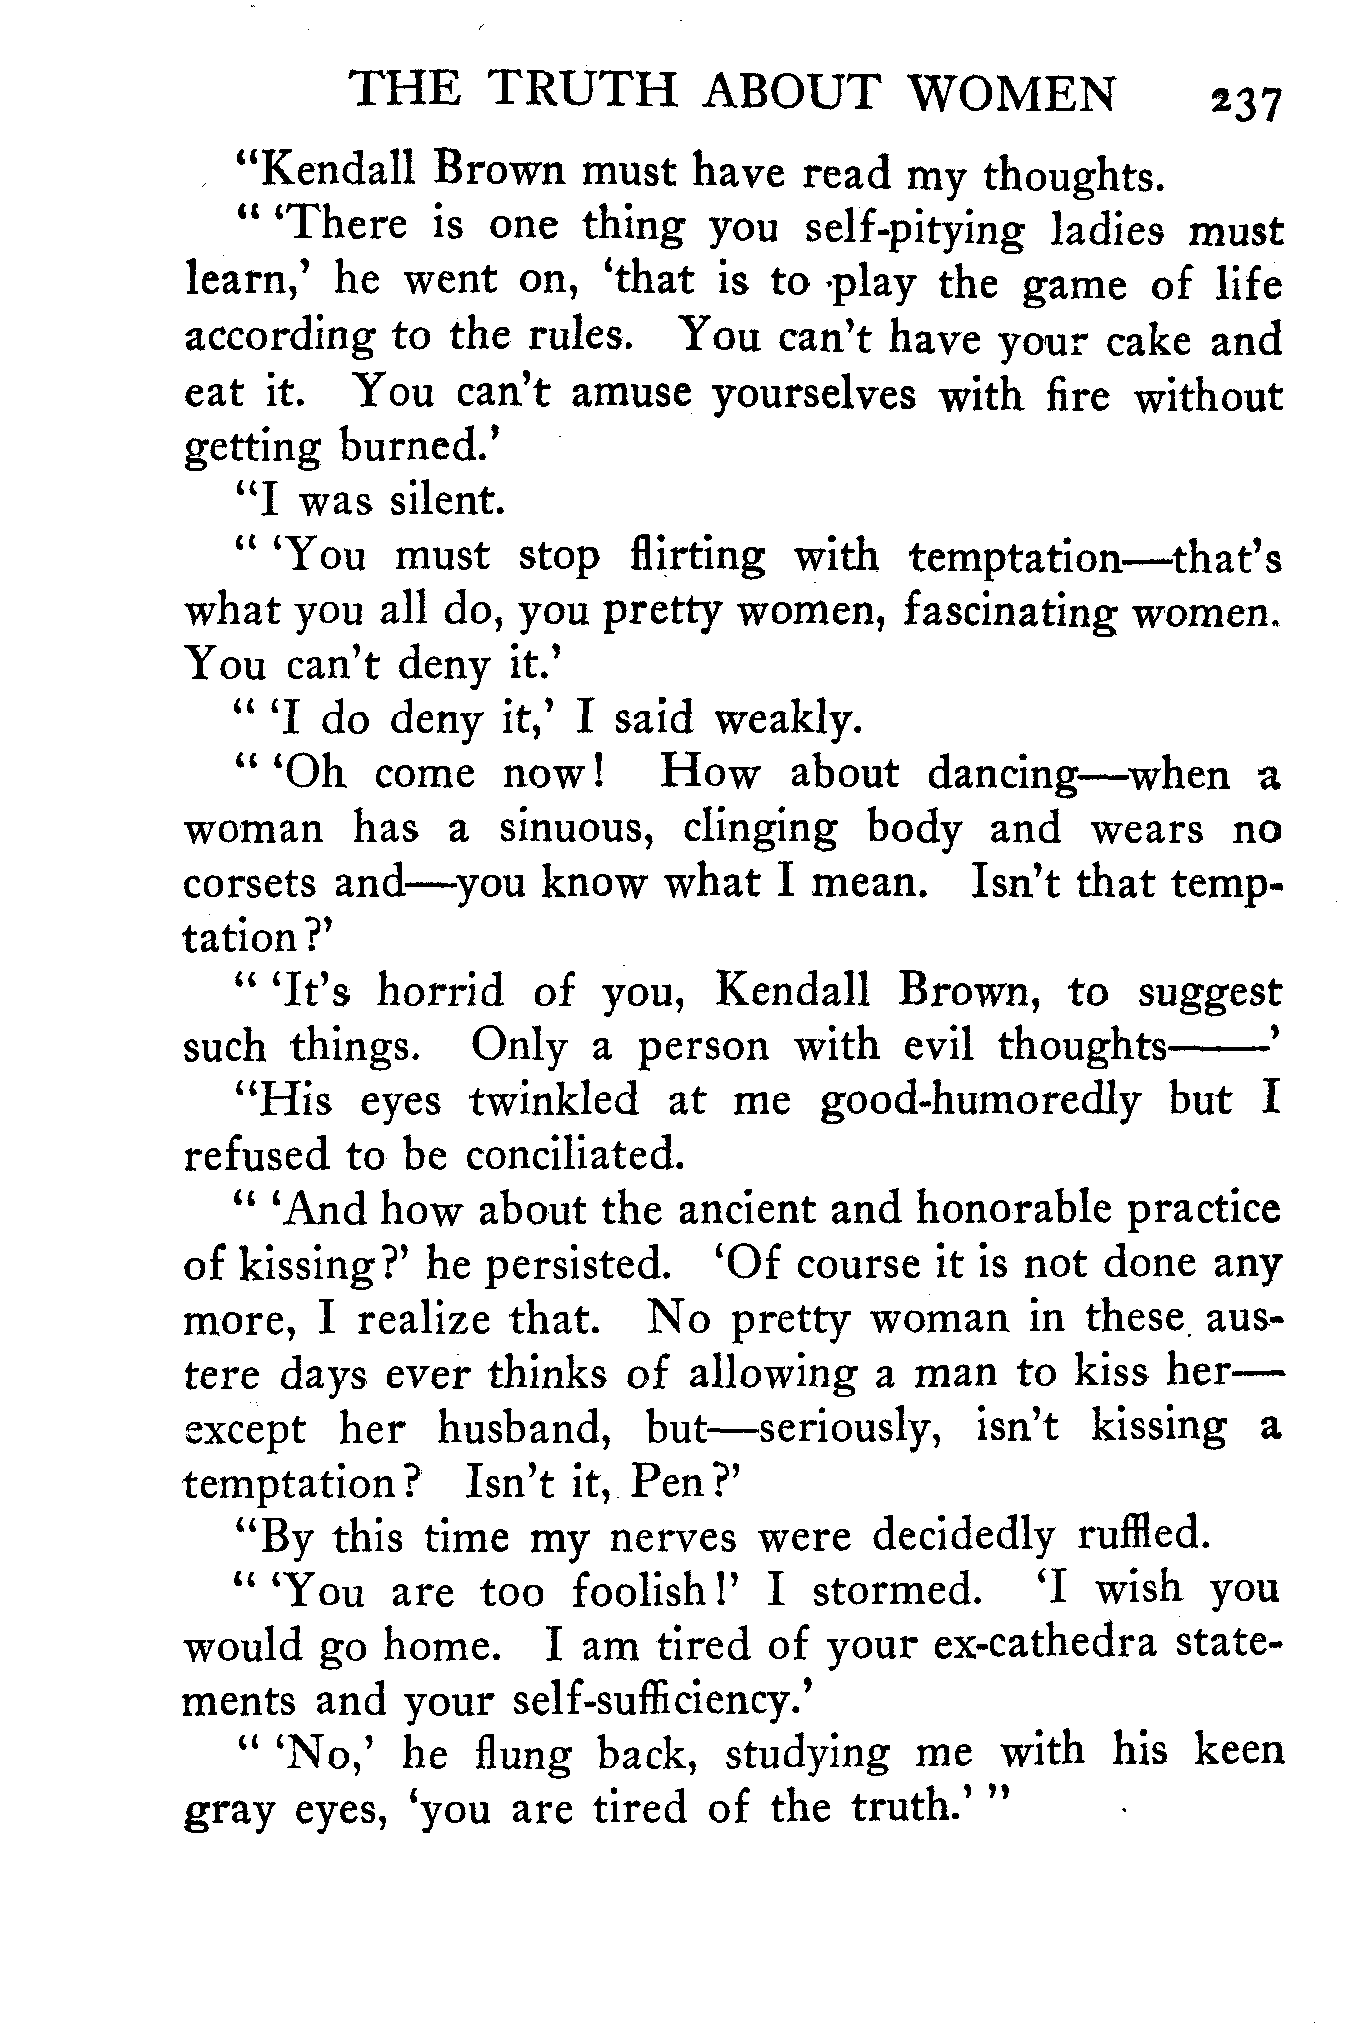 THE TRUTH ABOUT WOMEN 237
"Kendall Brown must have read my thoughts.
" 'There is one thing you self-pitying ladies must
learn,' he went on, 'that is to play the game of life
according to the rules. You can't have your cake and
eat it. You can't amuse yourselves with fire without
getting burned.'
"I was silent.
" 'You must stop flirting with temptation—that's
what you all do, you pretty women, fascinating women.
You can't deny it.'
" 'I do deny it,' I said weakly.
" 'Oh come now! How about dancing—when a
woman has a sinuous, clinging body and wears no
corsets and—you know what I mean. Isn't that temp-
tation?'
" 'It's horrid of you, Kendall Brown, to suggest
such things. Only a person with evil thoughts——'
"His eyes twinkled at me good-humoredly but I
refused to be conciliated.
" 'And how about the ancient and honorable practice
of kissing?' he persisted. 'Of course it is not done any
more, I realize that. No pretty woman in these aus-
tere days ever thinks of allowing a man to kiss her—
except her husband, but—seriously, isn't kissing a
temptation? Isn't it, Pen?'
"By this time my nerves were decidedly ruffled.
" 'You are too foolish!' I stormed. 'I wish you
would go home. I am tired of your ex-cathedra state-
ments and your self-sufficiency.'
" 'No,' he flung back, studying me with his keen
gray eyes, 'you are tired of the truth.' "